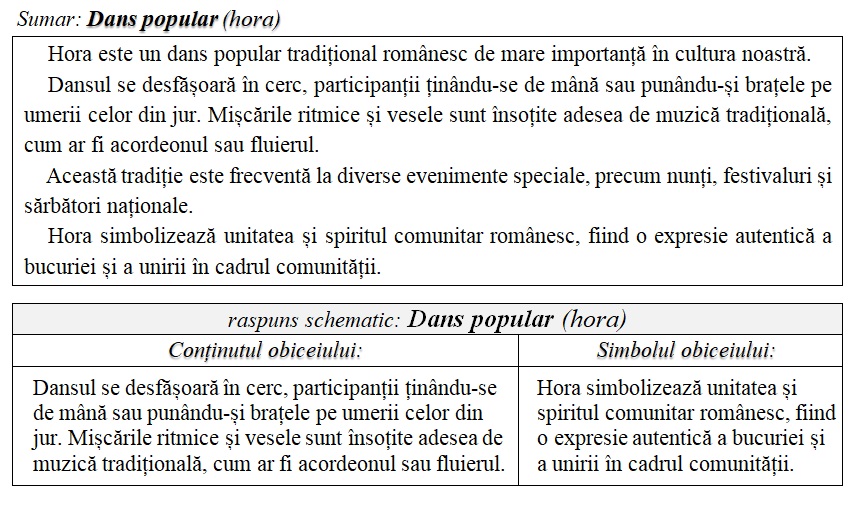 Sumar: Dans popular (hora)
Hora este un dans popular tradițional românesc de mare importanță în cultura noastră.
Dansul se desfășoară în cerc, participanții ținându-se de mână sau punându-și brațele pe
umerii celor din jur. Mișcările ritmice și vesele sunt însoțite adesea de muzică tradițională,
cum ar fi acordeonul sau fluierul.
Această tradiție este frecventă la diverse evenimente speciale, precum nunți, festivaluri și
sărbători naționale.
Hora simbolizează unitatea și spiritul comunitar românesc, fiind o expresie autentică a
bucuriei și a unirii în cadrul comunității.
raspuns schematic: Dans popular (hora)
Conținutul obiceiului:
Dansul se desfășoară în cerc, participanții ținându-se
de mână sau punându-și brațele pe umerii celor din
jur. Mișcările ritmice și vesele sunt însoțite adesea de
muzică tradițională, cum ar fi acordeonul sau fluierul.
Simbolul obiceiului:
Hora simbolizează unitatea și
spiritul comunitar românesc, fiind
o expresie autentică a bucuriei și
a unirii în cadrul comunității.